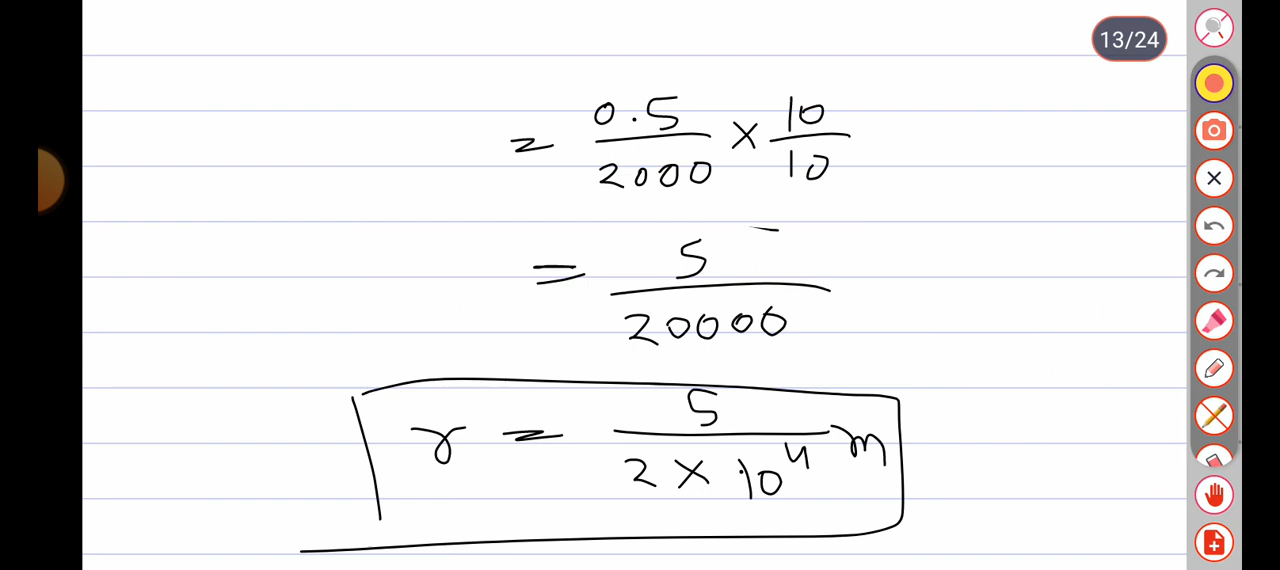 13/24
= 0.5/2000 × 10/10
= 5/20000
r = 5/2 × 10⁴ m